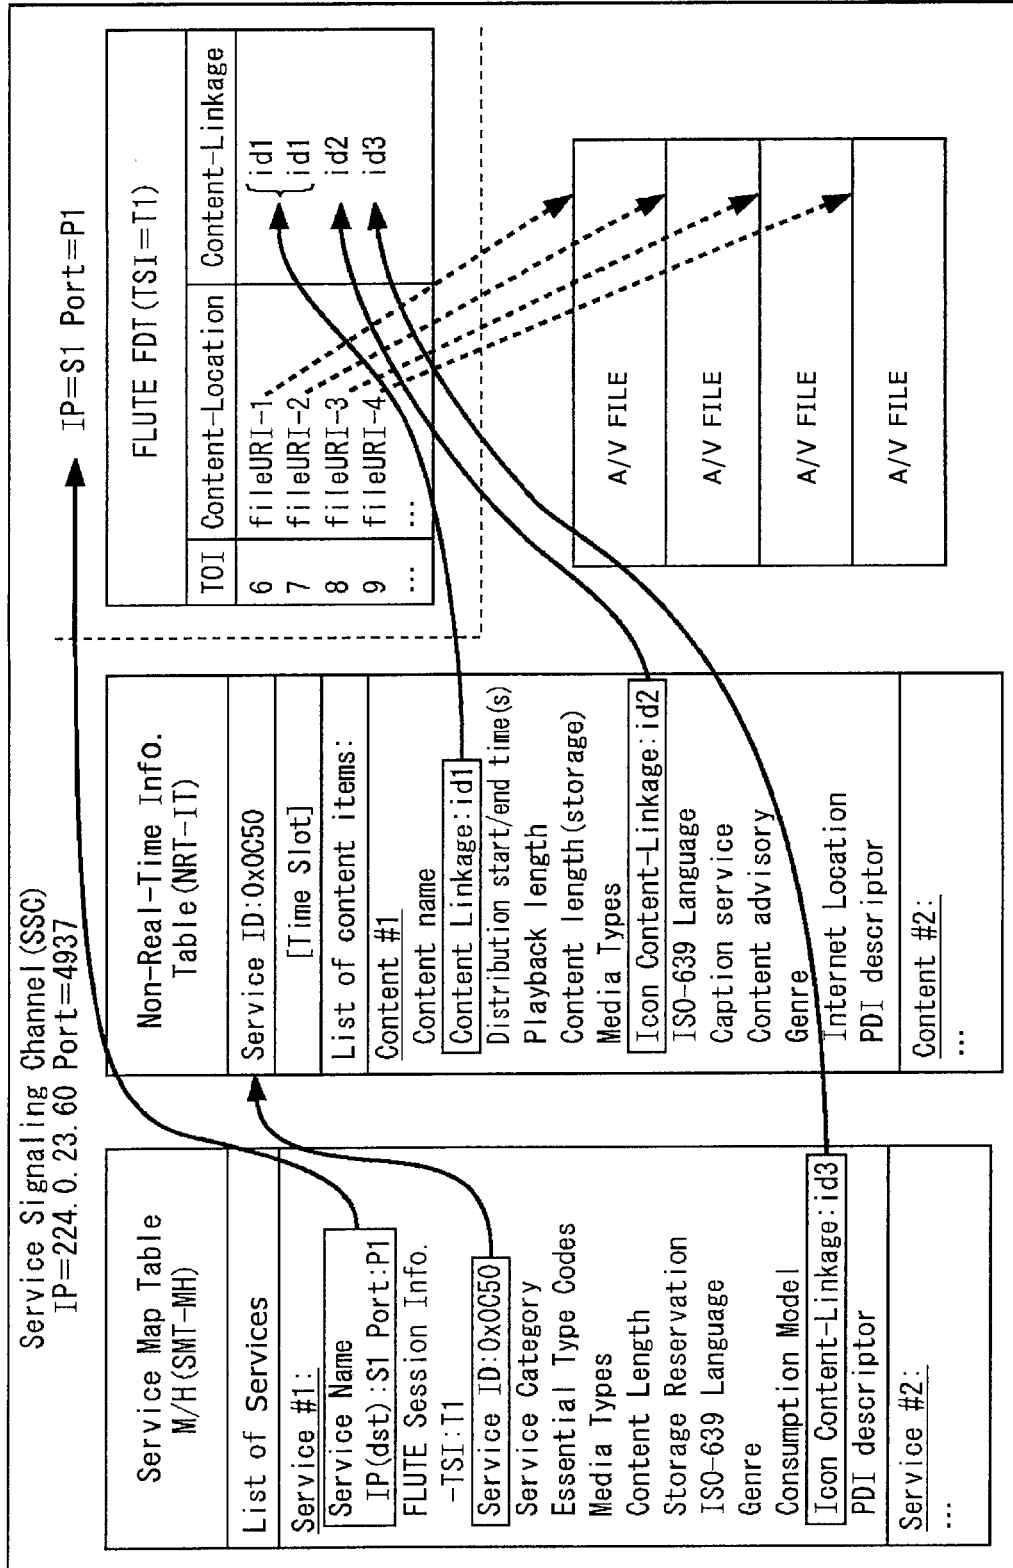 Service Signaling Channel(SSC)
IP=224.0.23.60 Port=4937
Service Map Table
M/H(SMT-MH)
List of Services
Service #1:
Service Name
IP(dst):S1 Port:P1
FLUTE Session Info.
-TSI:T1
Service ID:0x0C50
Service Category
Essential Type Codes
Media Types
Content Length
Storage Reservation
ISO-639 Language
Genre
Consumption Model
Icon Content-Linkage:id3
PDI descriptor
Service #2:
...
Non-Real-Time Info.
Table(NRT-IT)
Service ID:0x0C50
[Time Slot]
List of content items:
Content #1
Content name
Content Linkage:id1
Distribution start/end time(s)
Playback length
Content length(storage)
Media Types
Icon Content-Linkage:id2
ISO-639 Language
Caption service
Content advisory
Genre
Internet Location
PDI descriptor
Content #2:
...
IP=S1 Port=P1
FLUTE FDT(TSI=T1)
TOI Content-Location Content-Linkage
6 fileURI-1 id1
7 fileURI-2 id1
8 fileURI-3 id2
9 fileURI-4 id3
... ...
A/V FILE
A/V FILE
A/V FILE
A/V FILE